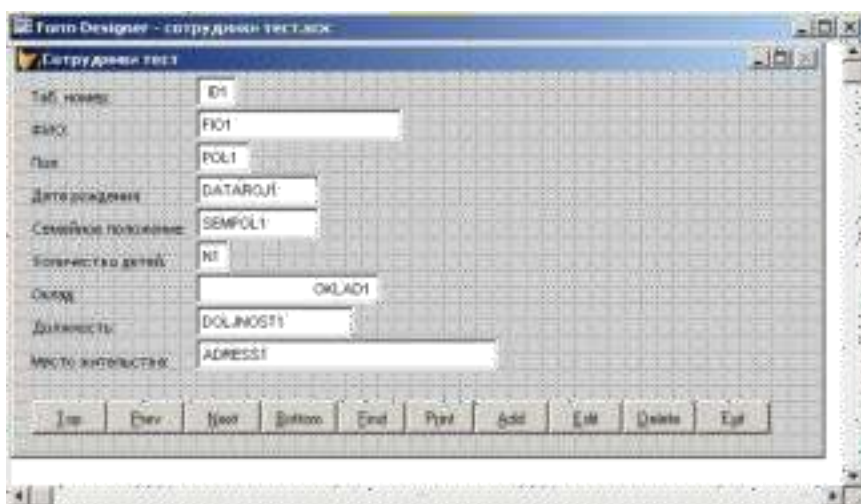 Form Designer - сотрудники тест.scx
Сотрудники тест
Таб. номер: ID1
ФИО: FIO1
Пол POL1
Дата рождения DATAROJ1
Семейное положение: SEMPOL1
Количество детей: N1
Оклад OKLAD1
Должность: DOLJNOST1
Место жительства: ADRESS1
Top Prev Next Bottom Find Print Add Edit Delete Exit